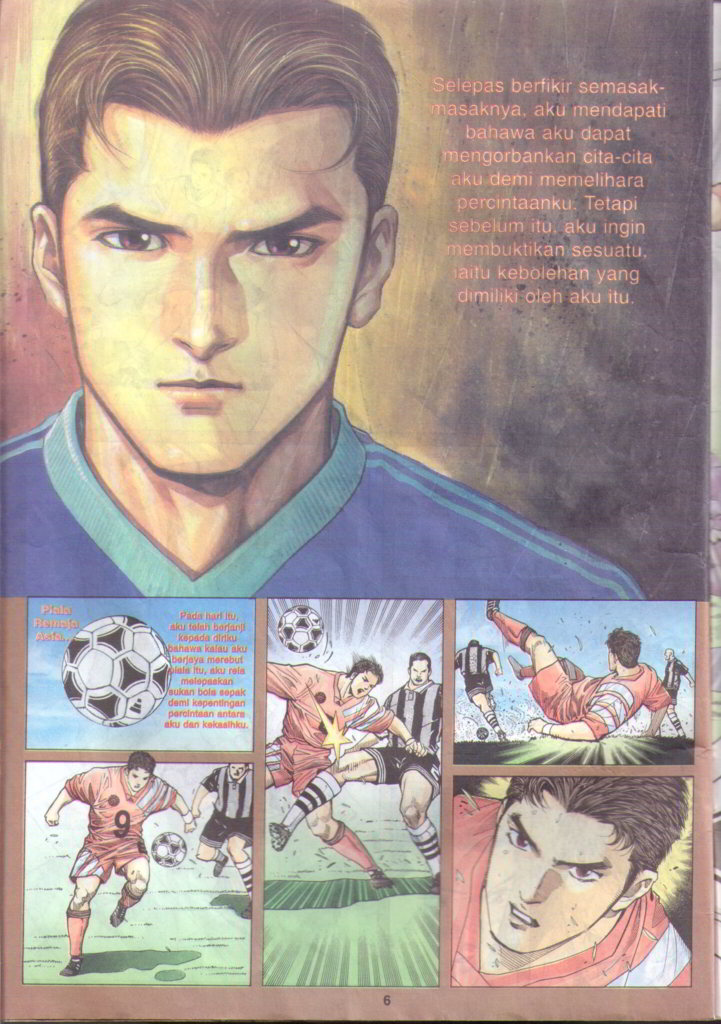 Selepas berfikir semasak-
masaknya, aku mendapati
bahawa aku dapat
mengorbankan cita-cita
aku demi memelihara
percintaanku. Tetapi
sebelum itu, aku ingin
membuktikan sesuatu,
iaitu kebolehan yang
dimiliki oleh aku itu.
Piala
Remaja
Asia...
Pada hari itu,
aku telah berjanji
kepada diriku
bahawa kalau aku
berjaya merebut
piala itu, aku rela
melepaskan
sukan bola sepak
demi kepentingan
percintaan antara
aku dan kekasihku.
9
6